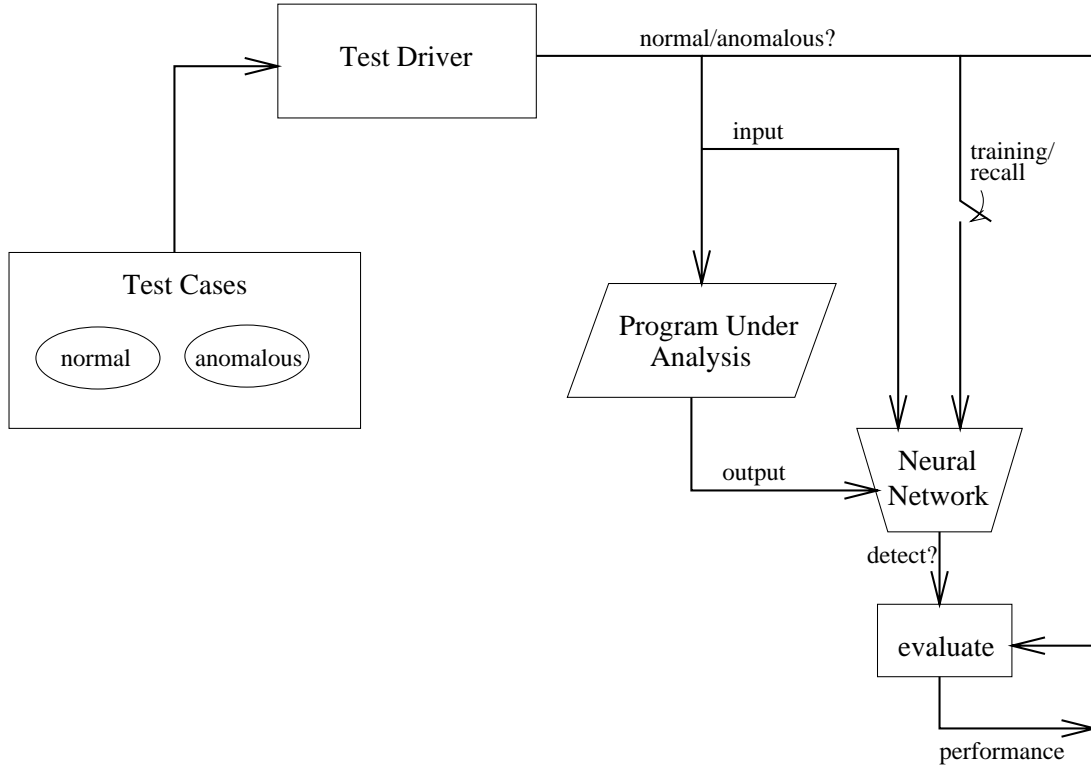 Test Driver
normal/anomalous?
input
training/
recall
Test Cases
normal
anomalous
Program Under
Analysis
output
Neural
Network
detect?
evaluate
performance